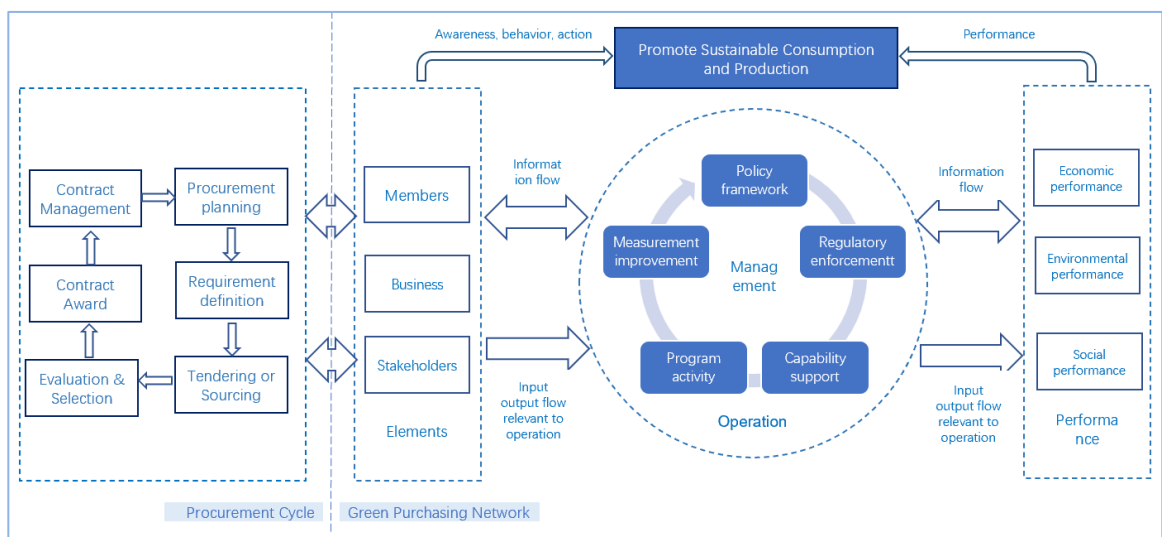 Awareness, behavior, action
Promote Sustainable Consumption
and Production
Performance
Contract
Management
Procurement
planning
Contract
Award
Requirement
definition
Evaluation &
Selection
Tendering or
Sourcing
Members
Business
Stakeholders
Elements
Informat
ion flow
Input
output flow
relevant to
operation
Policy
framework
Measurement
improvement
Regulatory
enforcementt
Manag
ement
Program
activity
Capability
support
Operation
Information
flow
Input
output flow
relevant to
operation
Economic
performance
Environmental
performance
Social
performance
Performa
nce
Procurement Cycle
Green Purchasing Network